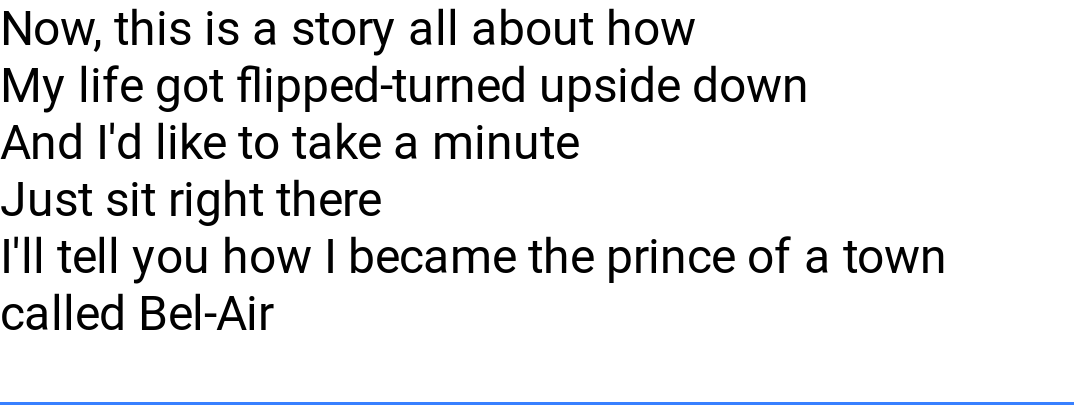 Now, this is a story all about how
My life got flipped-turned upside down
And I'd like to take a minute
Just sit right there
I'll tell you how I became the prince of a town
called Bel-Air